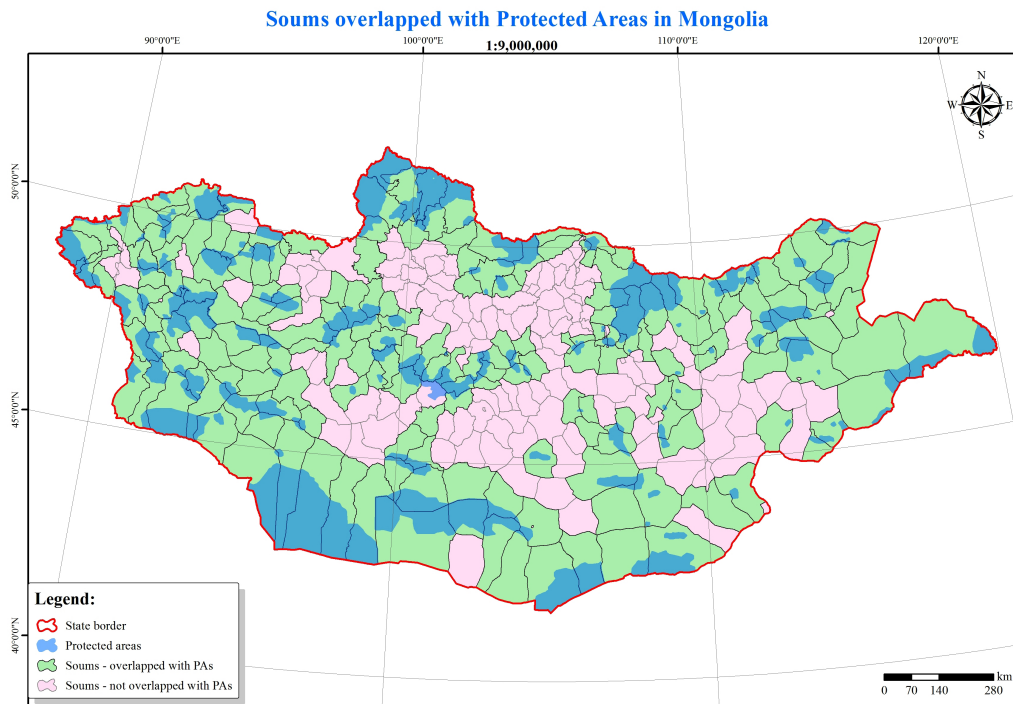 Soums overlapped with Protected Areas in Mongolia
1:9,000,000
90°0'0"E
100°0'0"E
110°0'0"E
120°0'0"E
N
W
E
S
50°0'0"N
45°0'0"N
40°0'0"N
Legend:
State border
Protected areas
Soums - overlapped with PAs
Soums - not overlapped with PAs
km
0 70 140 280